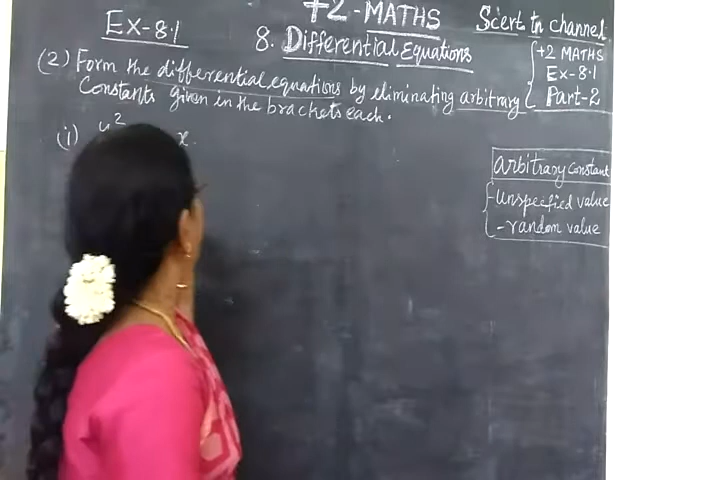 +2-MATHS
Ex-8.1
Scert tn channel
8. Differential Equations
+2 MATHS
Ex-8.1
Part-2
(2) Form the differential equations by eliminating arbitrary
Constants given in the brackets each.
(i) y² x
arbitrary constant
-unspecified value
-random value